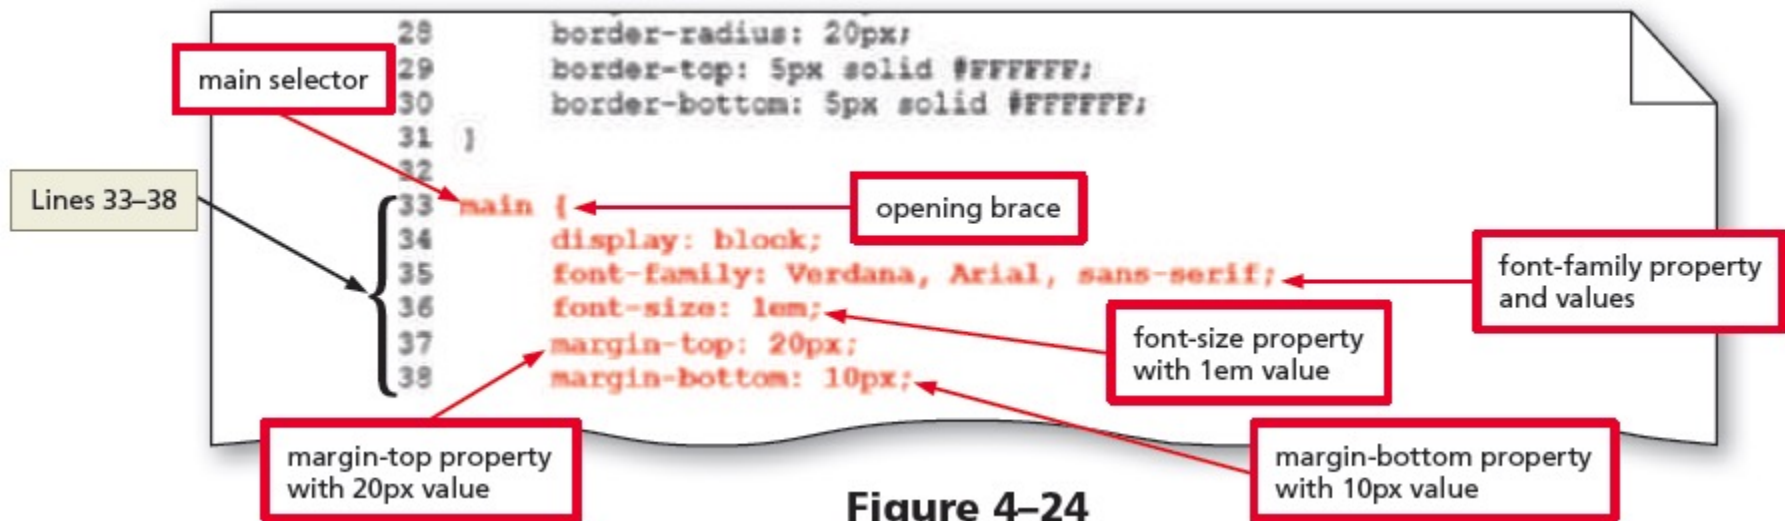 28 border-radius: 20px;
main selector
29 border-top: 5px solid #FFFFFF;
30 border-bottom: 5px solid #FFFFFF;
31 }
32
Lines 33–38
33 main {
opening brace
34 display: block;
35 font-family: Verdana, Arial, sans-serif;
font-family property
and values
36 font-size: 1em;
font-size property
with 1em value
37 margin-top: 20px;
38 margin-bottom: 10px;
margin-top property
with 20px value
margin-bottom property
with 10px value
Figure 4–24